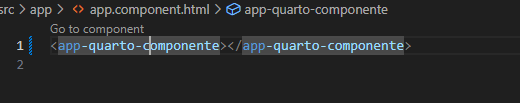 src > app > app.component.html > app-quarto-componente
Go to component
1 <app-quarto-componente></app-quarto-componente>
2